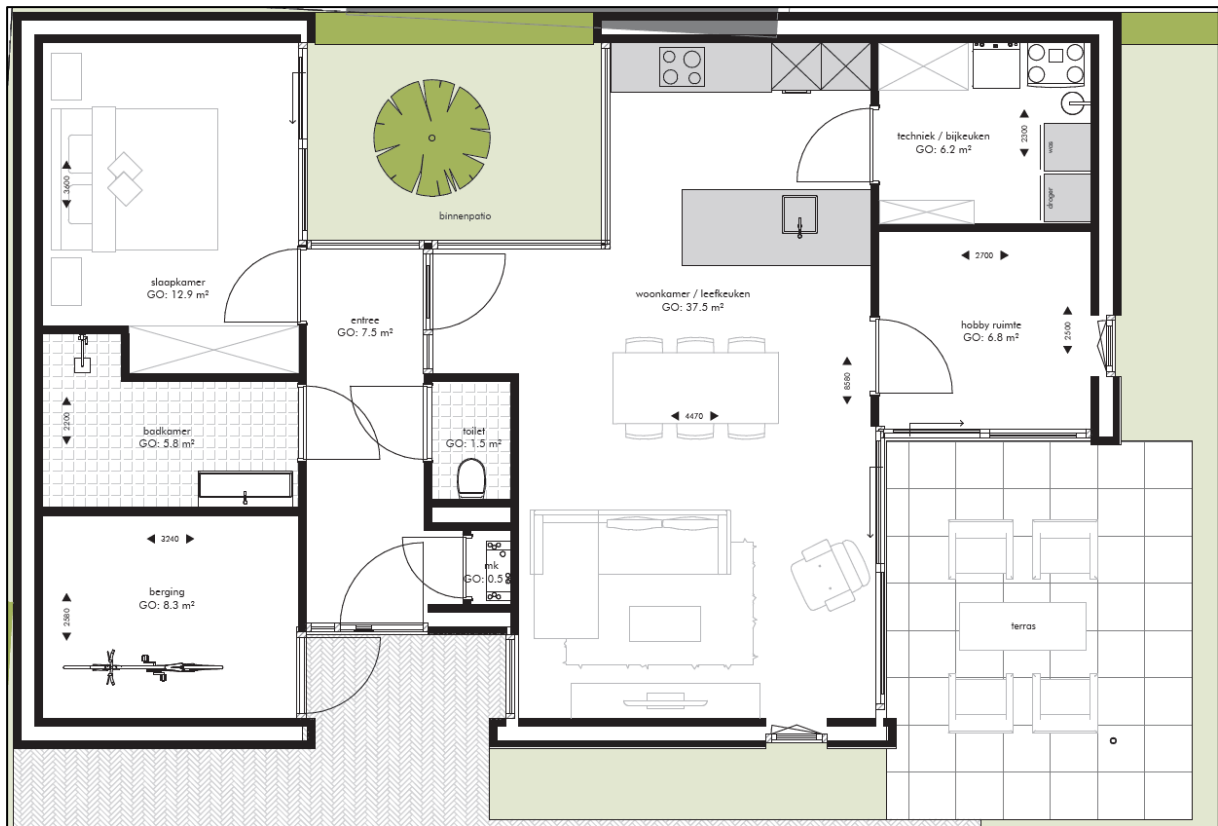 techniek / bijkeuken
GO: 6.2 m²
2300
was
droger
3600
binnenpatio
slaapkamer
GO: 12.9 m²
entree
GO: 7.5 m²
woonkamer / leefkeuken
GO: 37.5 m²
2700
hobby ruimte
GO: 6.8 m²
2500
8580
4470
2200
badkamer
GO: 5.8 m²
toilet
GO: 1.5 m²
3240
berging
GO: 8.3 m²
2580
mk
GO: 0.5
terras